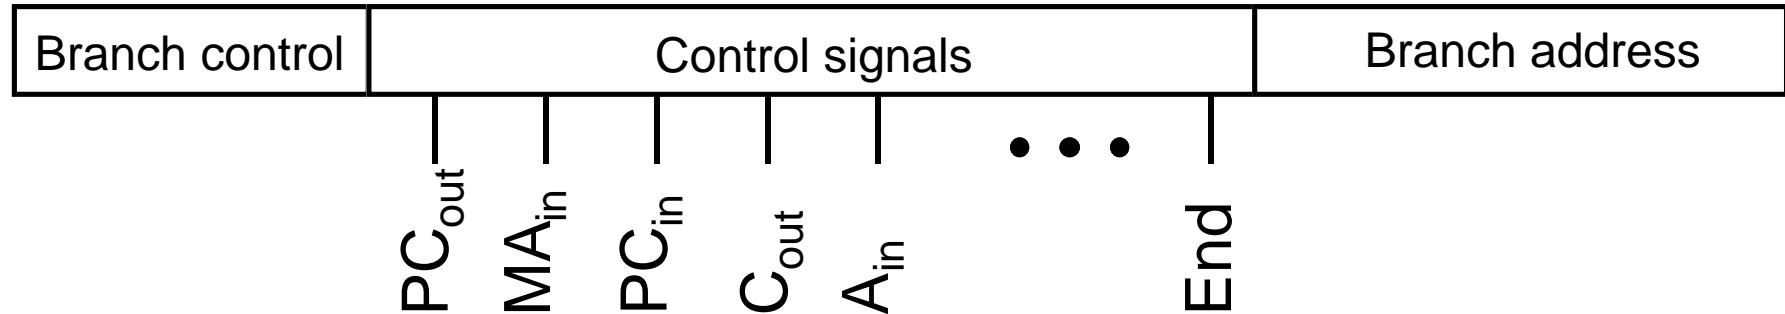 Branch control
Control signals
Branch address
PCout
MAin
PCin
Cout
Ain
End